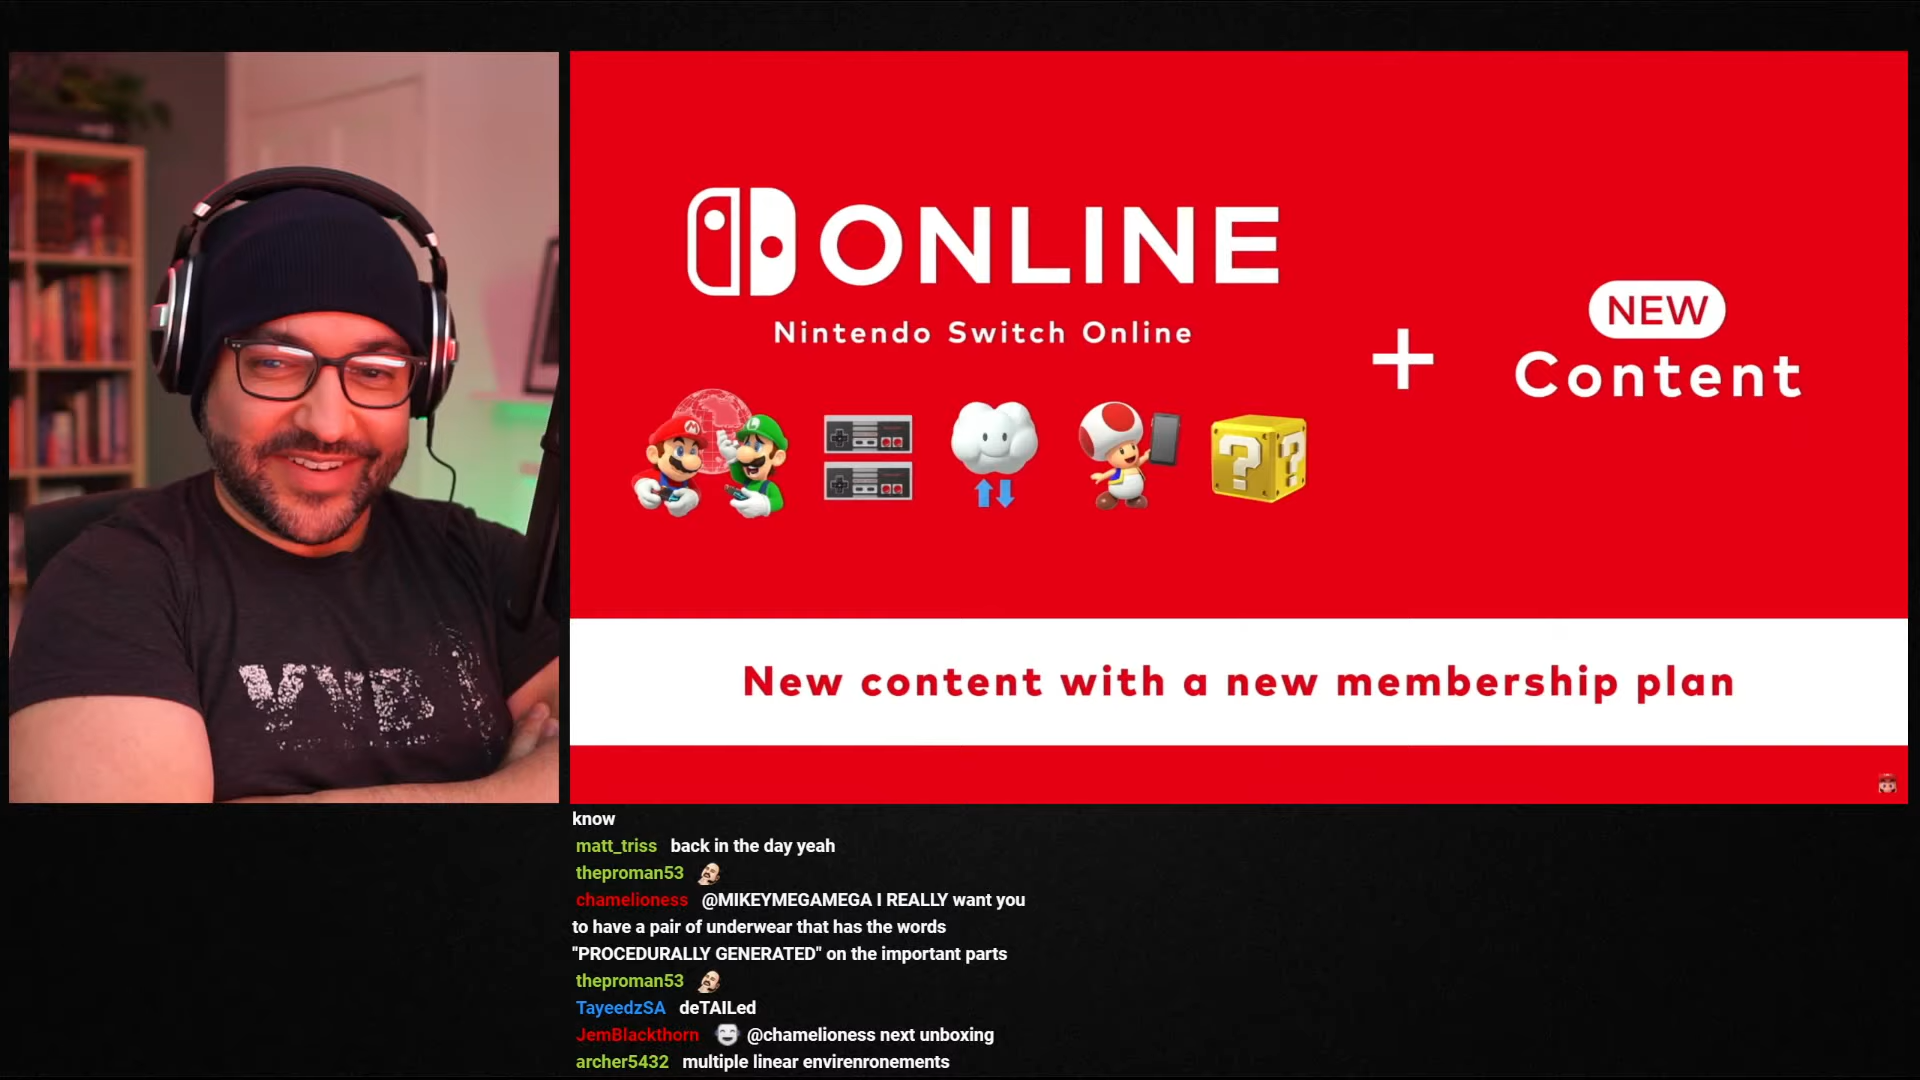 ONLINE
Nintendo Switch Online
+
NEW
Content
New content with a new membership plan
know
matt_triss back in the day yeah
theproman53
chamelioness @MIKEYMEGAMEGA I REALLY want you
to have a pair of underwear that has the words
"PROCEDURALLY GENERATED" on the important parts
theproman53
TayeedzSA deTAILed
JemBlackthorn @chamelioness next unboxing
archer5432 multiple linear envirenronements